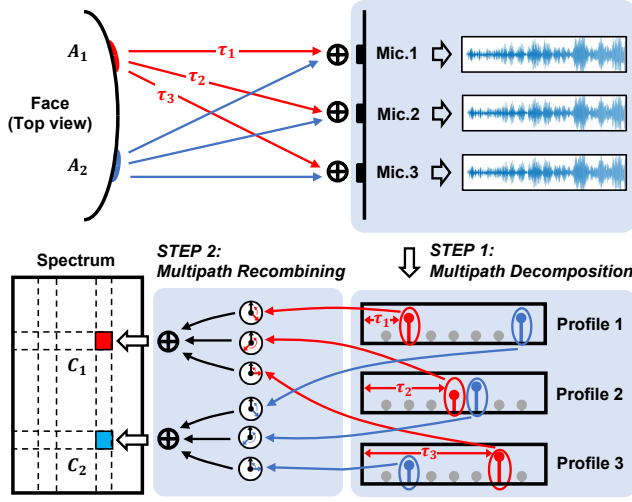 A₁
τ₁
Mic.1
τ₂
τ₃
Face
(Top view)
Mic.2
A₂
Mic.3
Spectrum
STEP 2:
Multipath Recombining
STEP 1:
Multipath Decomposition
τ₁
Profile 1
C₁
τ₂
Profile 2
C₂
τ₃
Profile 3